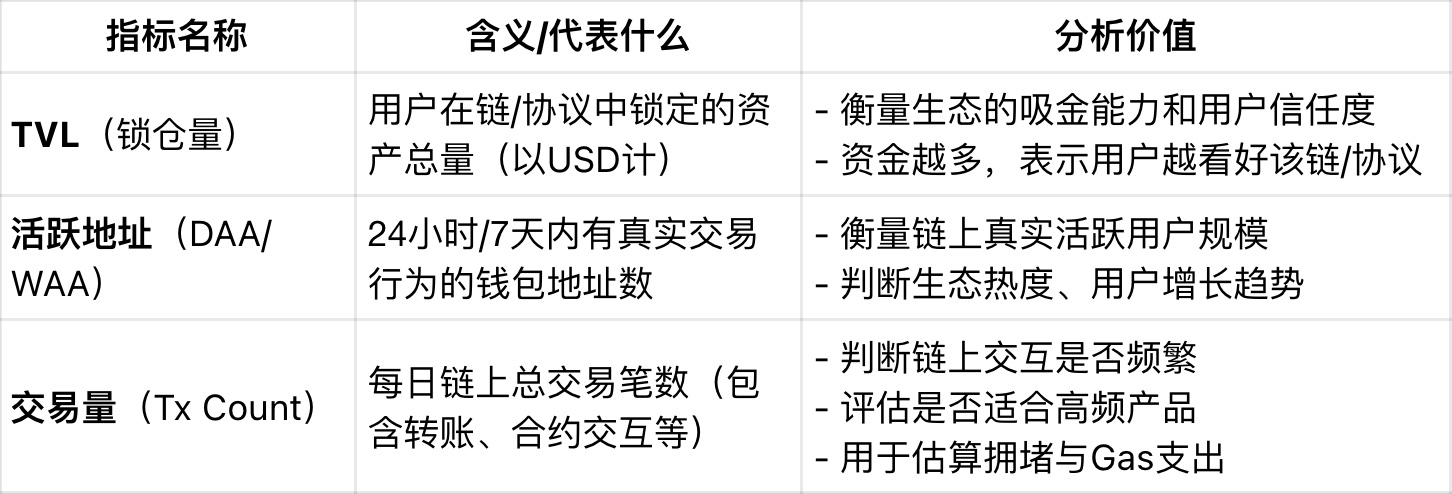 指标名称
含义/代表什么
分析价值
TVL（锁仓量）
用户在链/协议中锁定的资
产总量（以USD计）
- 衡量生态的吸金能力和用户信任度
- 资金越多，表示用户越看好该链/协议
活跃地址（DAA/
WAA）
24小时/7天内有真实交易
行为的钱包地址数
- 衡量链上真实活跃用户规模
- 判断生态热度、用户增长趋势
交易量（Tx Count）
每日链上总交易笔数（包
含转账、合约交互等）
- 判断链上交互是否频繁
- 评估是否适合高频产品
- 用于估算拥堵与Gas支出